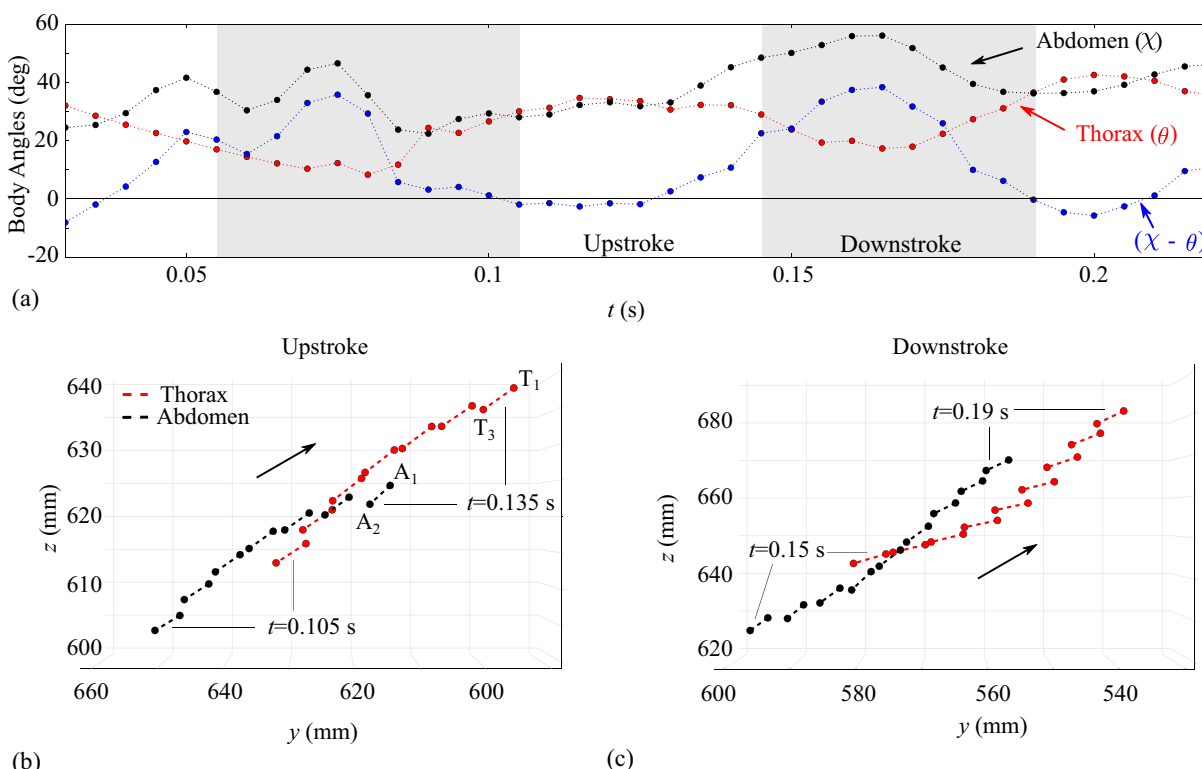 60
40
20
0
-20
Body Angles (deg)
Abdomen (χ)
Thorax (θ)
(χ - θ)
Upstroke
Downstroke
0.05
0.1
0.15
0.2
t (s)
(a)
Upstroke
Thorax
Abdomen
T1
T3
A1
A2
t=0.135 s
t=0.105 s
640
630
620
610
600
z (mm)
660
640
620
600
y (mm)
(b)
Downstroke
t=0.19 s
t=0.15 s
680
660
640
620
z (mm)
600
580
560
540
y (mm)
(c)